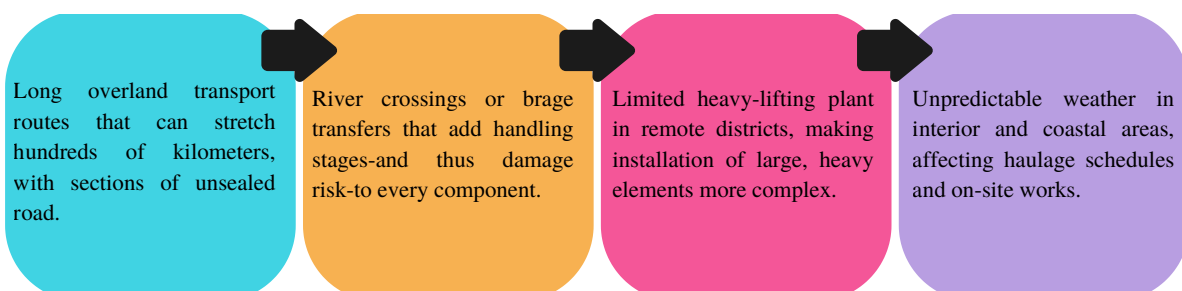 Long overland transport
routes that can stretch
hundreds of kilometers,
with sections of unsealed
road.
River crossings or brage
transfers that add handling
stages-and thus damage
risk-to every component.
Limited heavy-lifting plant
in remote districts, making
installation of large, heavy
elements more complex.
Unpredictable weather in
interior and coastal areas,
affecting haulage schedules
and on-site works.